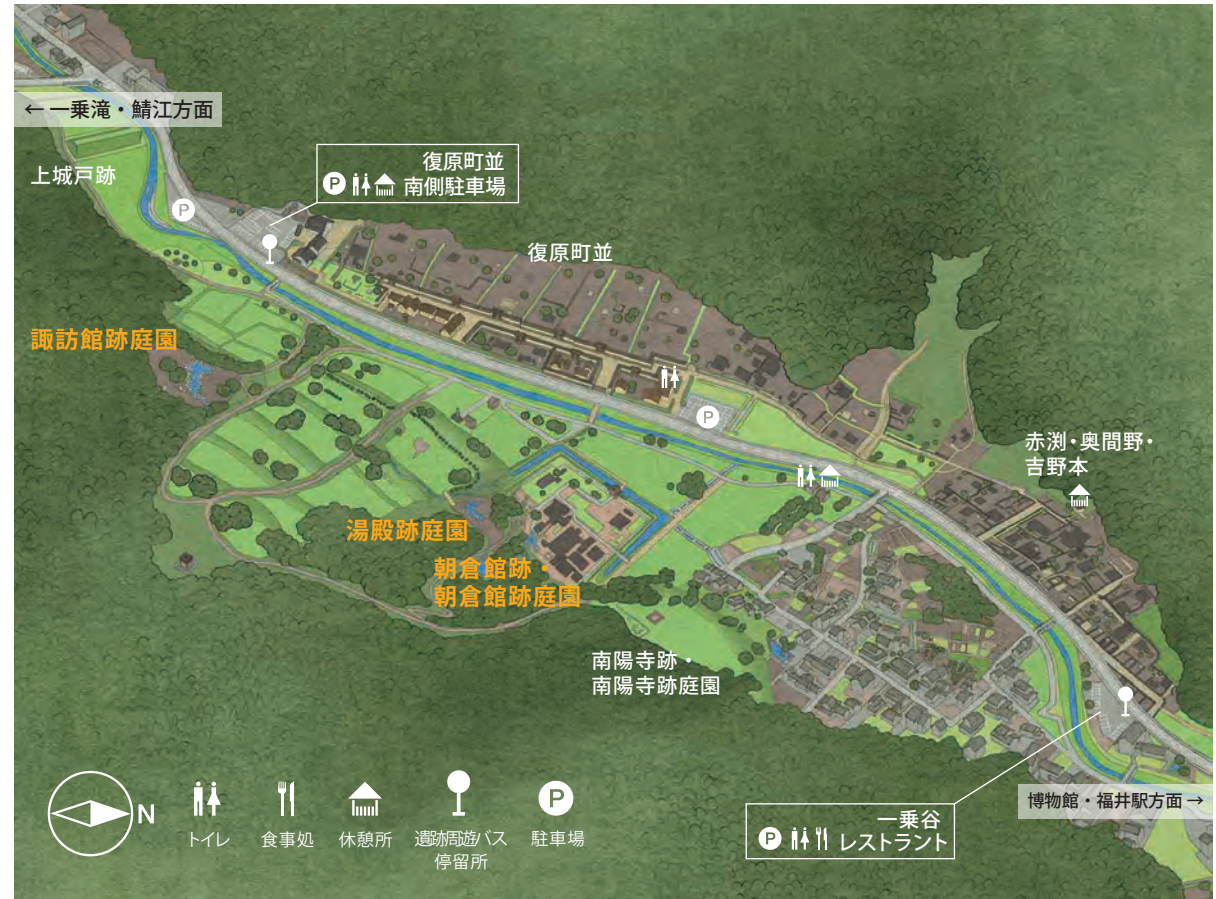 ← 一乗滝・鯖江方面
上城戸跡
P
復原町並
P 南側駐車場
復原町並
諏訪館跡庭園
P
赤渕・奥間野・
吉野本
湯殿跡庭園
朝倉館跡・
朝倉館跡庭園
南陽寺跡・
南陽寺跡庭園
博物館・福井駅方面 →
一乗谷
P レストラント
N
トイレ
食事処
休憩所
遺跡周遊バス
停留所
P
駐車場